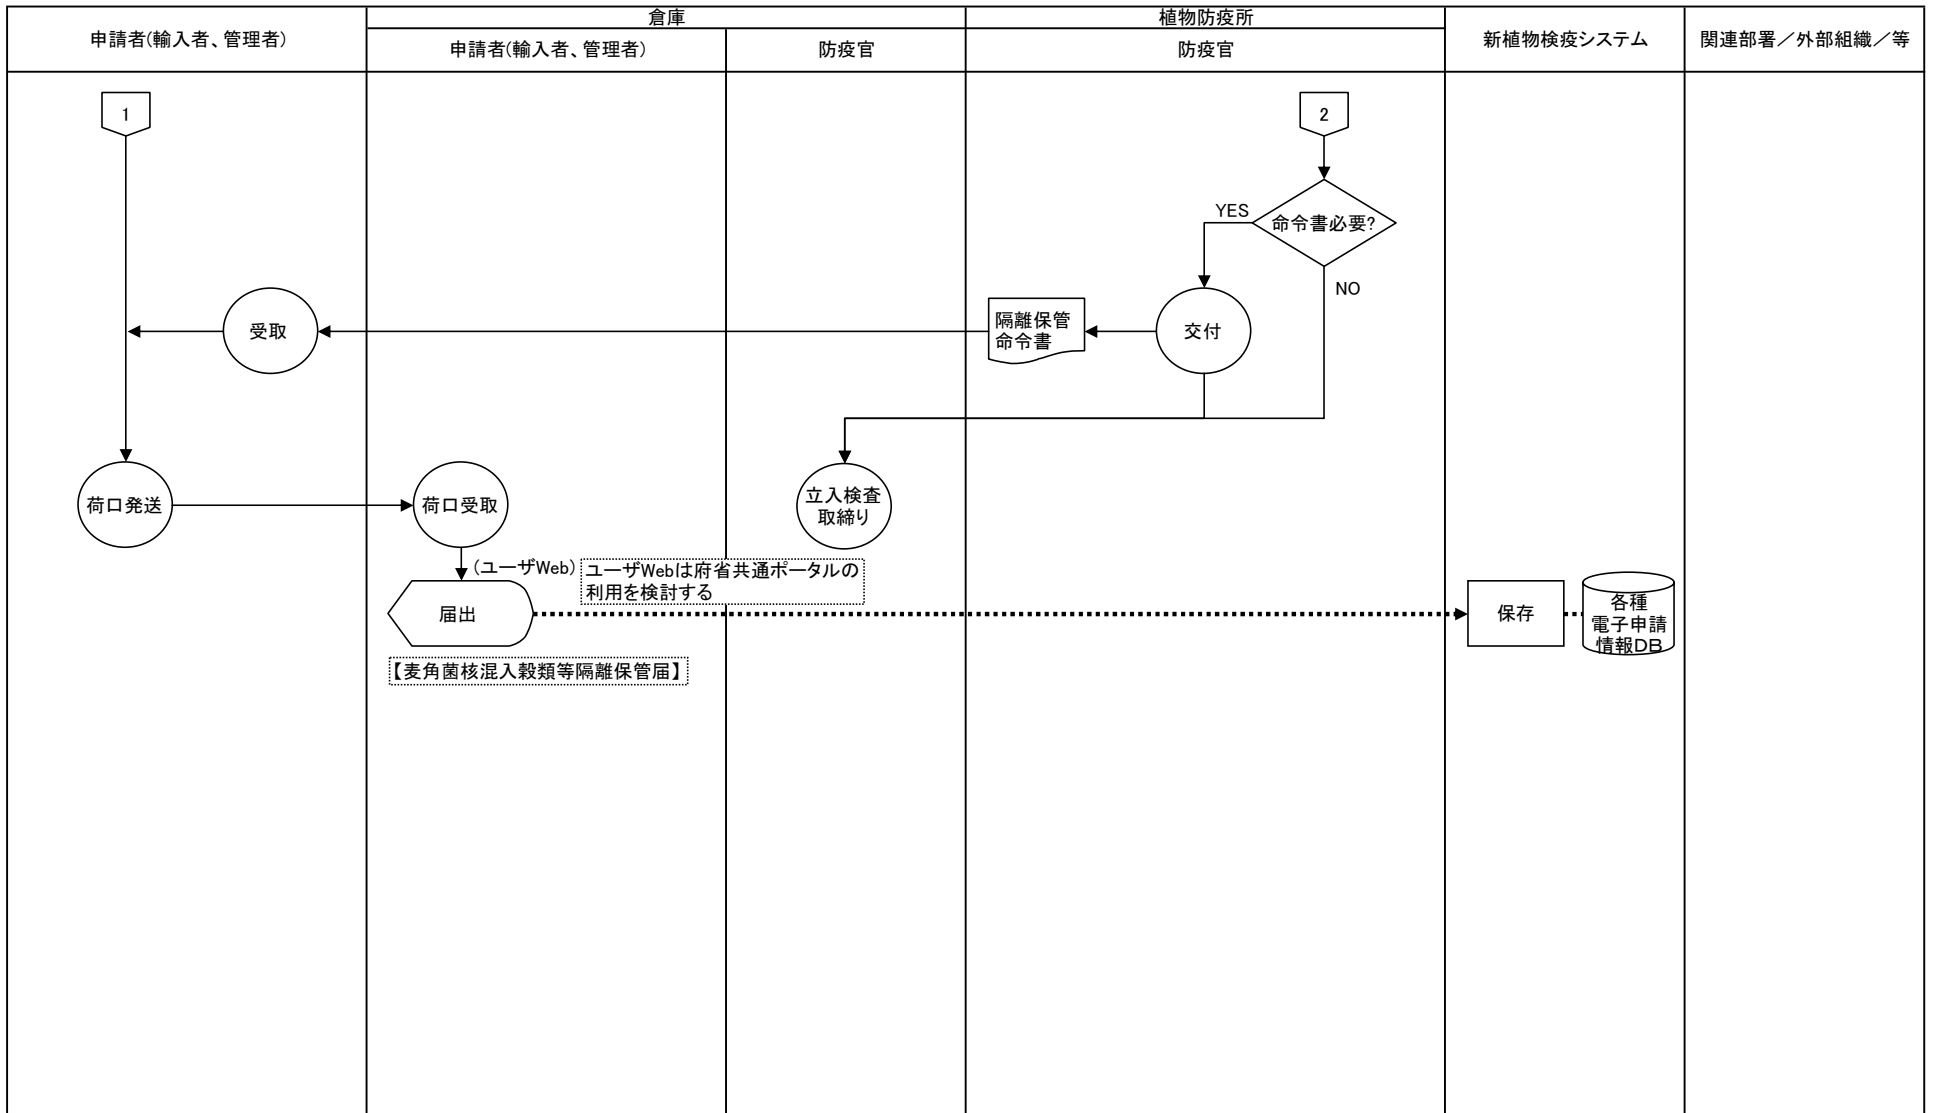 倉庫
植物防疫所
申請者(輸入者、管理者)
申請者(輸入者、管理者)
防疫官
防疫官
新植物検疫システム
関連部署／外部組織／等
1
2
命令書必要?
YES
NO
受取
隔離保管
命令書
交付
荷口発送
荷口受取
立入検査
取締り
(ユーザWeb)
ユーザWebは府省共通ポータルの
利用を検討する
届出
保存
各種
電子申請
情報DB
【麦角菌核混入穀類等隔離保管届】